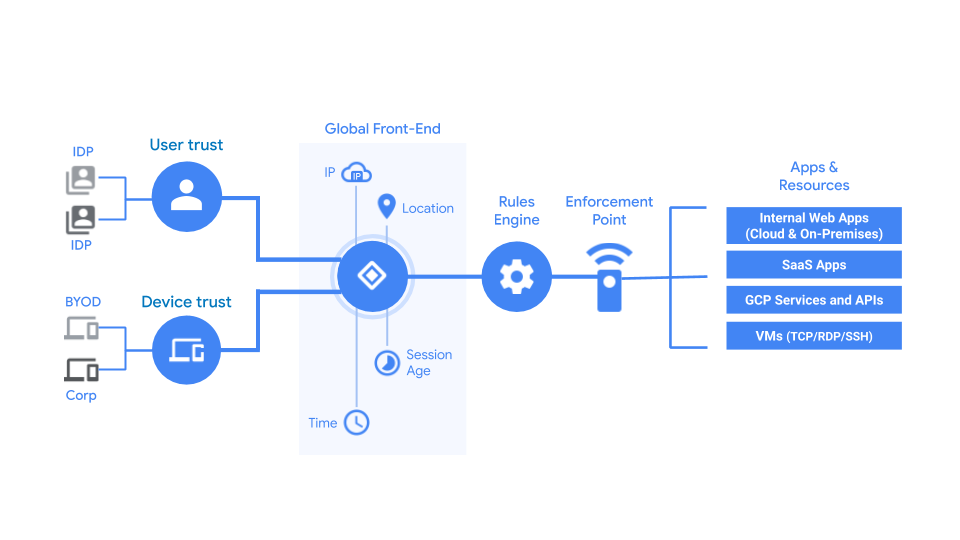 IDP
IDP
User trust
BYOD
Corp
Device trust
Global Front-End
IP
IP
Location
Session
Age
Time
Rules
Engine
Enforcement
Point
Apps &
Resources
Internal Web Apps
(Cloud & On-Premises)
SaaS Apps
GCP Services and APIs
VMs (TCP/RDP/SSH)